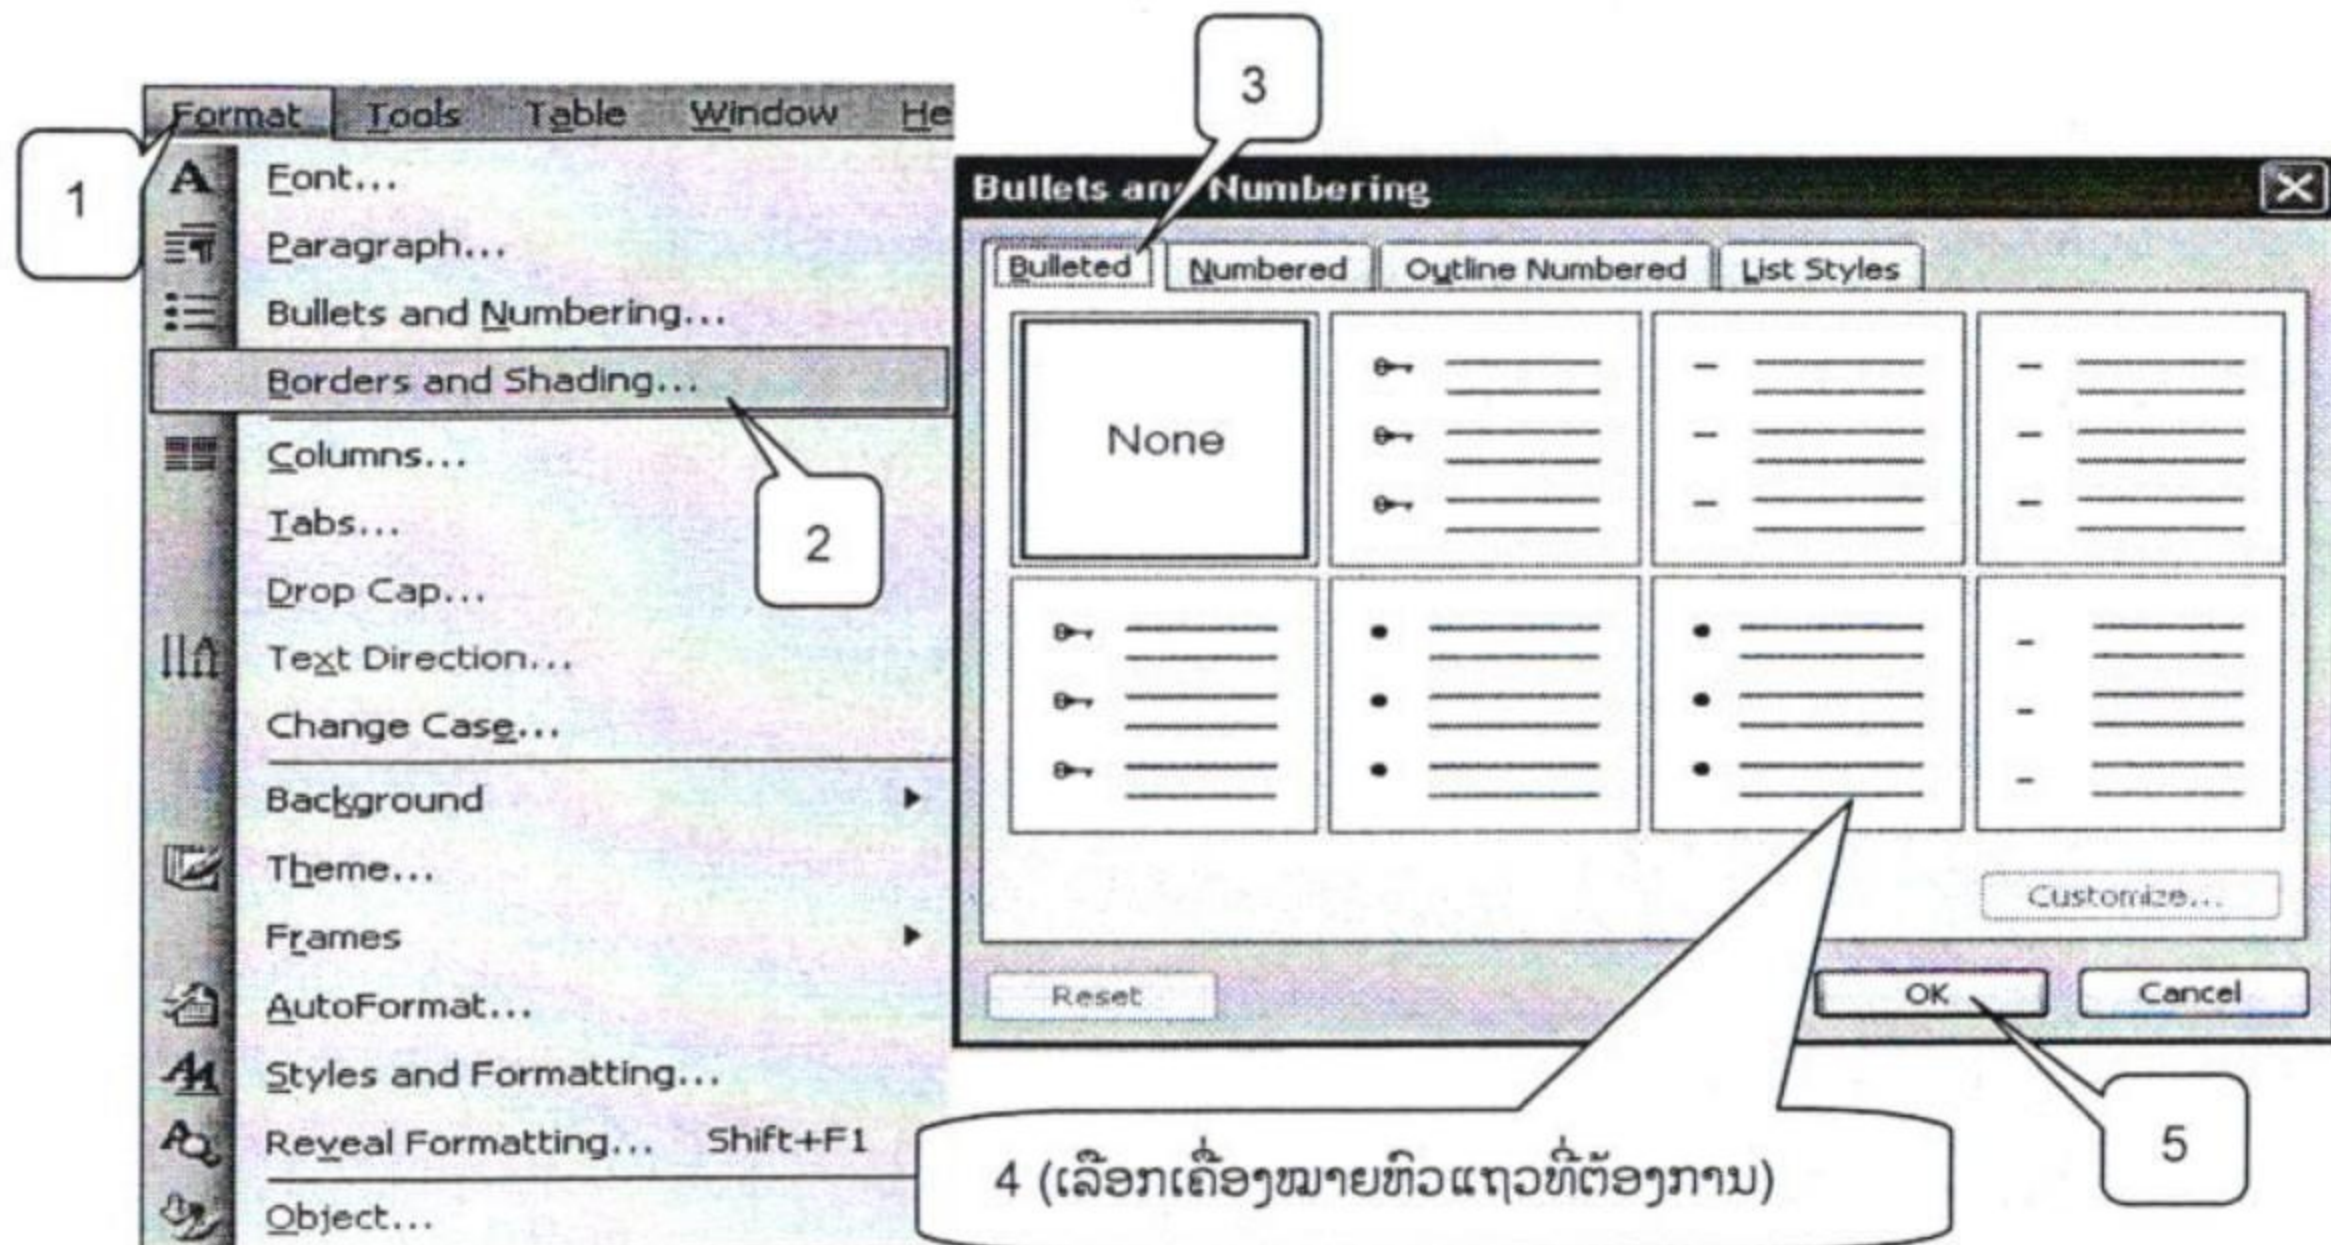 3
Format Tools Table Window He
1
Font...
Paragraph...
Bullets and Numbering...
Borders and Shading...
2
Columns...
Tabs...
Drop Cap...
Text Direction...
Change Case...
Background
Theme...
Frames
AutoFormat...
Styles and Formatting...
Reveal Formatting... Shift+F1
Object...
Bullets and Numbering
Bulleted Numbered Outline Numbered List Styles
None
Customize...
Reset OK Cancel
4 (ເລືອກເຄື່ອງໝາຍຫົວແຖວທີ່ຕ້ອງການ)
5